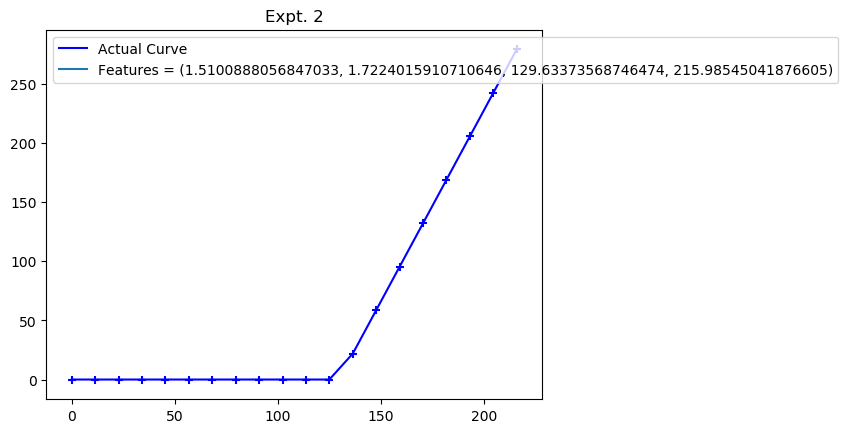 Expt. 2
Actual Curve
Features = (1.5100888056847033, 1.7224015910710646, 129.63373568746474, 215.98545041876605)
250
200
150
100
50
0
0 50 100 150 200